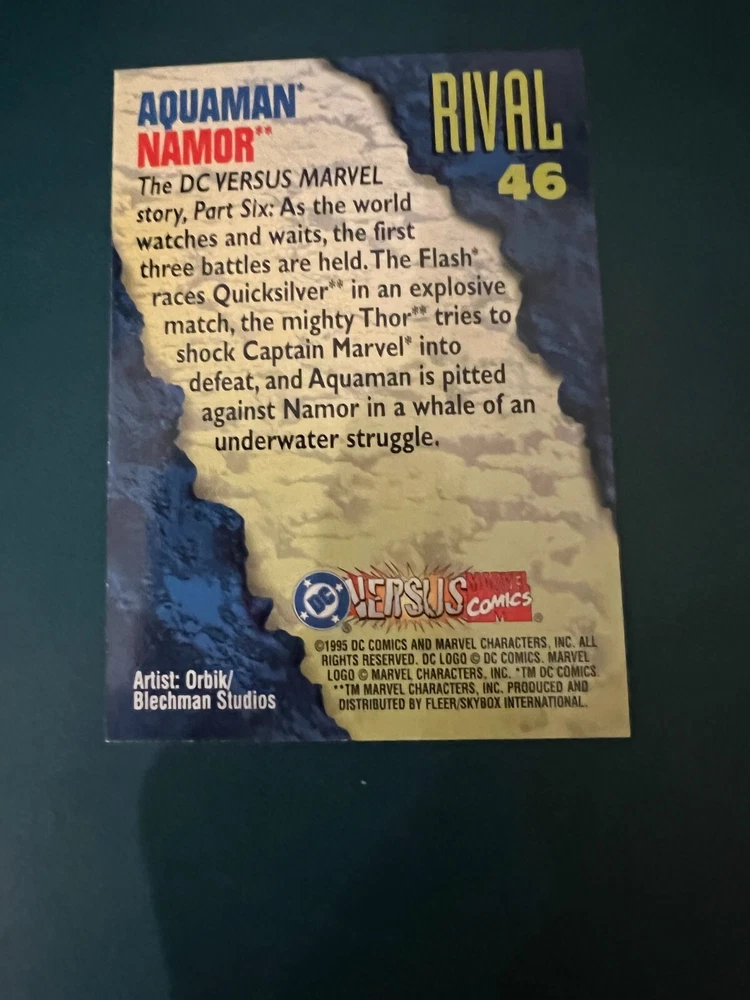 AQUAMAN*
NAMOR**
RIVAL
46
The DC VERSUS MARVEL
story, Part Six: As the world
watches and waits, the first
three battles are held. The Flash*
races Quicksilver** in an explosive
match, the mighty Thor** tries to
shock Captain Marvel* into
defeat, and Aquaman is pitted
against Namor in a whale of an
underwater struggle.
DC VERSUS MARVEL COMICS
©1995 DC COMICS AND MARVEL CHARACTERS, INC. ALL
RIGHTS RESERVED. DC LOGO © DC COMICS. MARVEL
LOGO © MARVEL CHARACTERS, INC. *TM DC COMICS.
**TM MARVEL CHARACTERS, INC. PRODUCED AND
DISTRIBUTED BY FLEER/SKYBOX INTERNATIONAL.
Artist: Orbik/
Blechman Studios